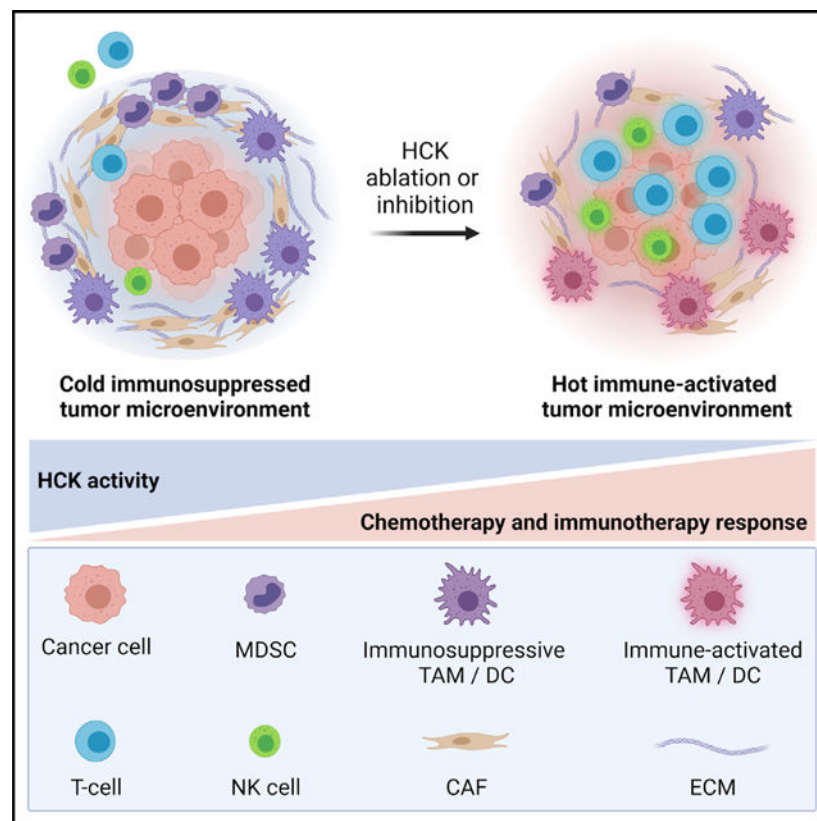 HCK
ablation or
inhibition
Cold immunosuppressed
tumor microenvironment
Hot immune-activated
tumor microenvironment
HCK activity
Chemotherapy and immunotherapy response
Cancer cell
MDSC
Immunosuppressive
TAM / DC
Immune-activated
TAM / DC
T-cell
NK cell
CAF
ECM